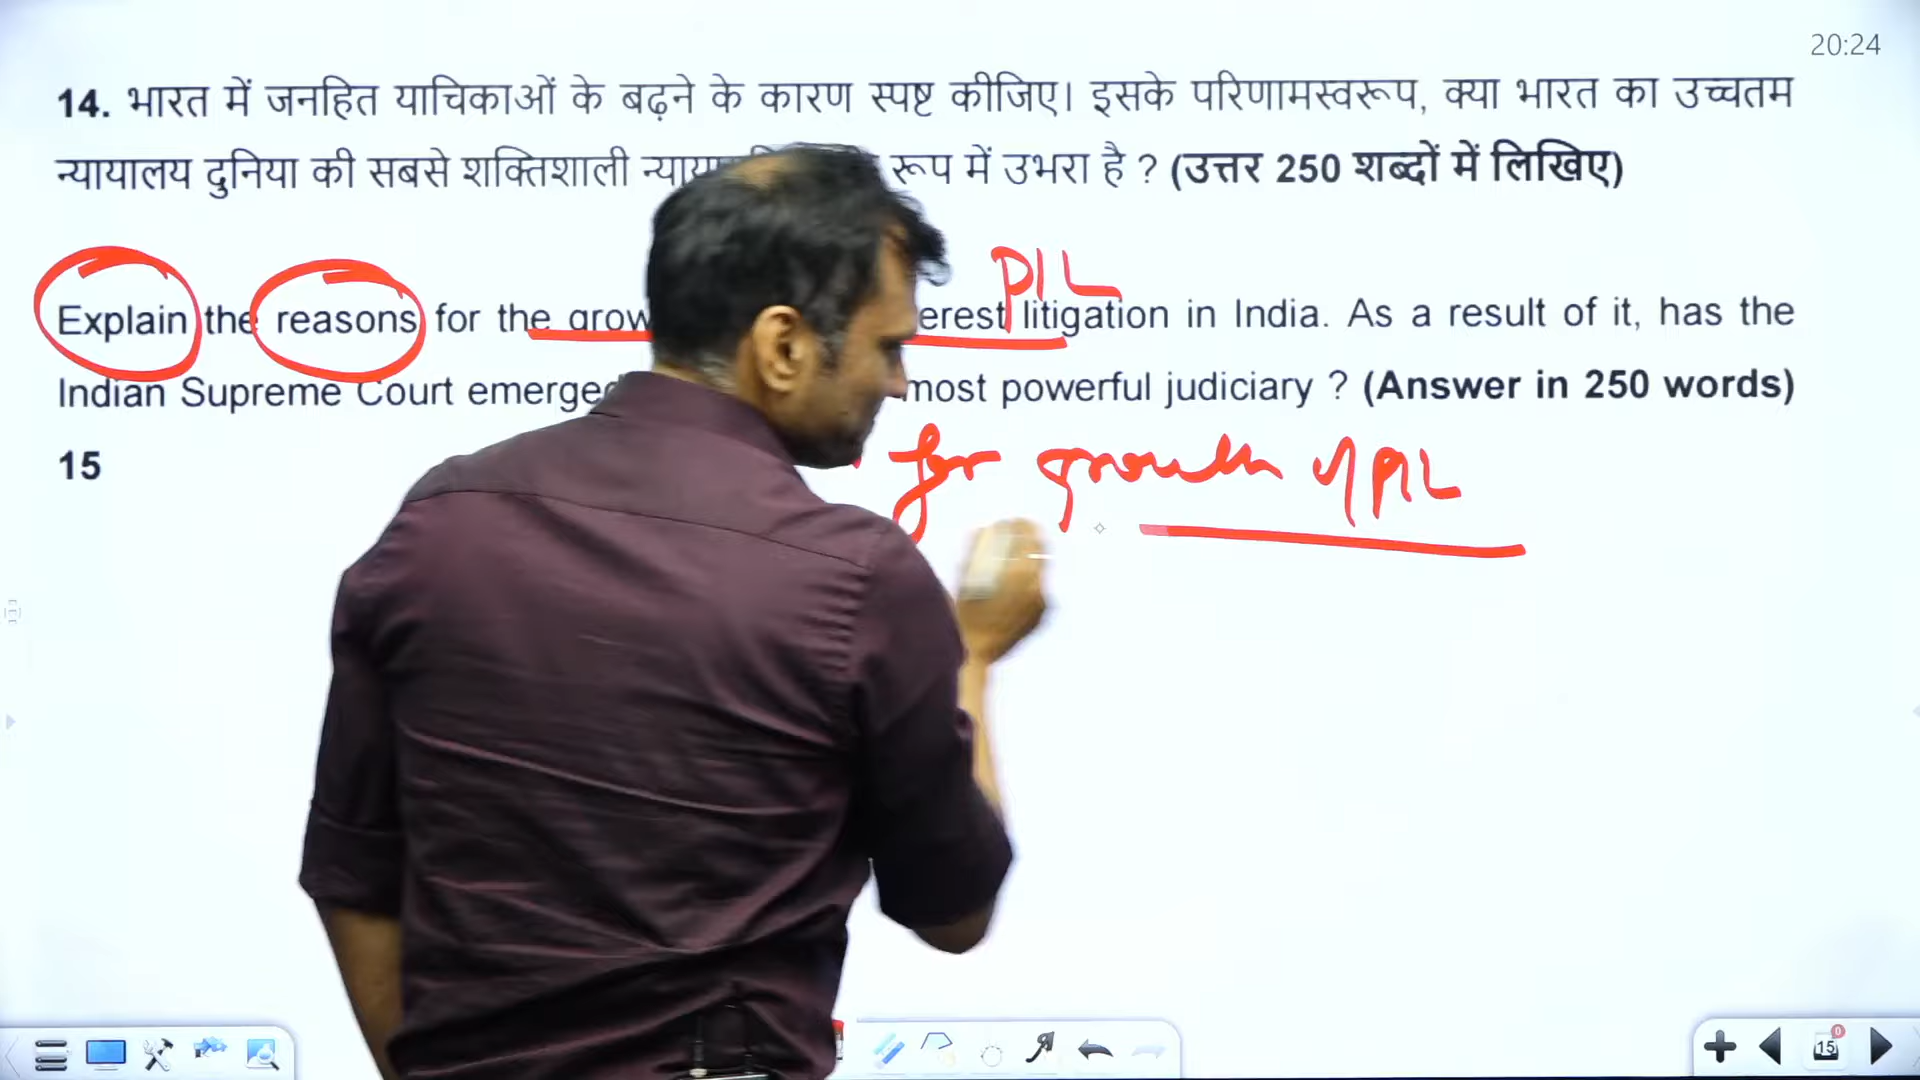 20:24
14. भारत में जनहित याचिकाओं के बढ़ने के कारण स्पष्ट कीजिए। इसके परिणामस्वरूप, क्या भारत का उच्चतम
न्यायालय दुनिया की सबसे शक्तिशाली रूप में उभरा है ? (उत्तर 250 शब्दों में लिखिए)
PIL
Explain the reasons for the litigation in India. As a result of it, has the
Indian Supreme Court most powerful judiciary ? (Answer in 250 words)
for growth of PIL
15
0
15